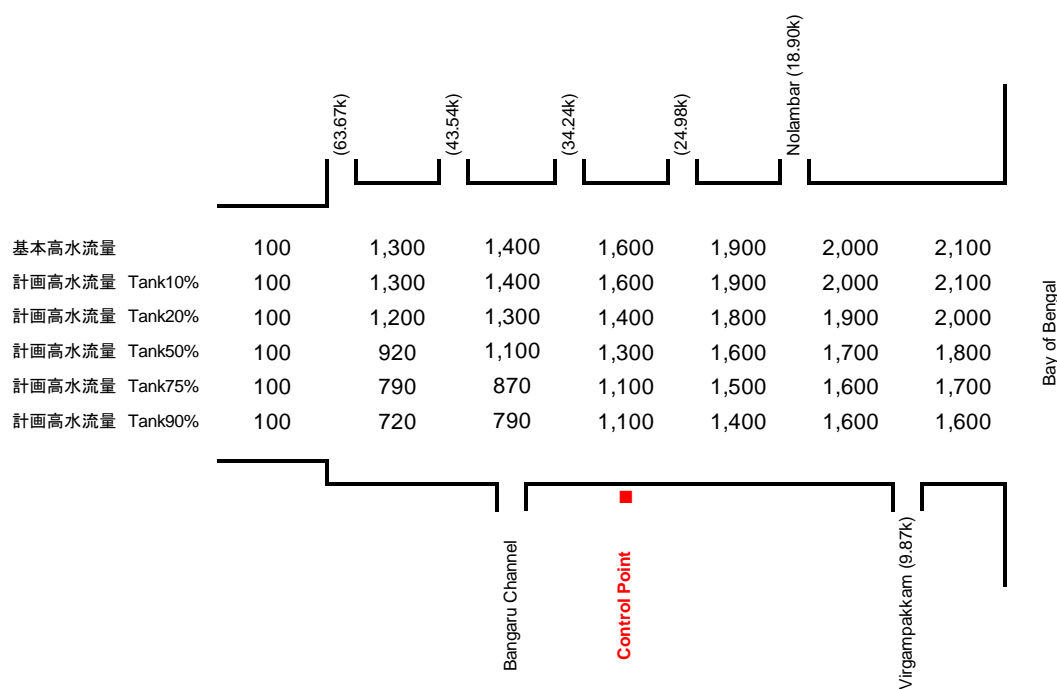 (63.67k)
(43.54k)
(34.24k)
(24.98k)
Nolambar (18.90k)
基本高水流量 100 1,300 1,400 1,600 1,900 2,000 2,100
計画高水流量 Tank10% 100 1,300 1,400 1,600 1,900 2,000 2,100
計画高水流量 Tank20% 100 1,200 1,300 1,400 1,800 1,900 2,000
計画高水流量 Tank50% 100 920 1,100 1,300 1,600 1,700 1,800
計画高水流量 Tank75% 100 790 870 1,100 1,500 1,600 1,700
計画高水流量 Tank90% 100 720 790 1,100 1,400 1,600 1,600
Bay of Bengal
Bangaru Channel
Control Point
Virgampakkam (9.87k)